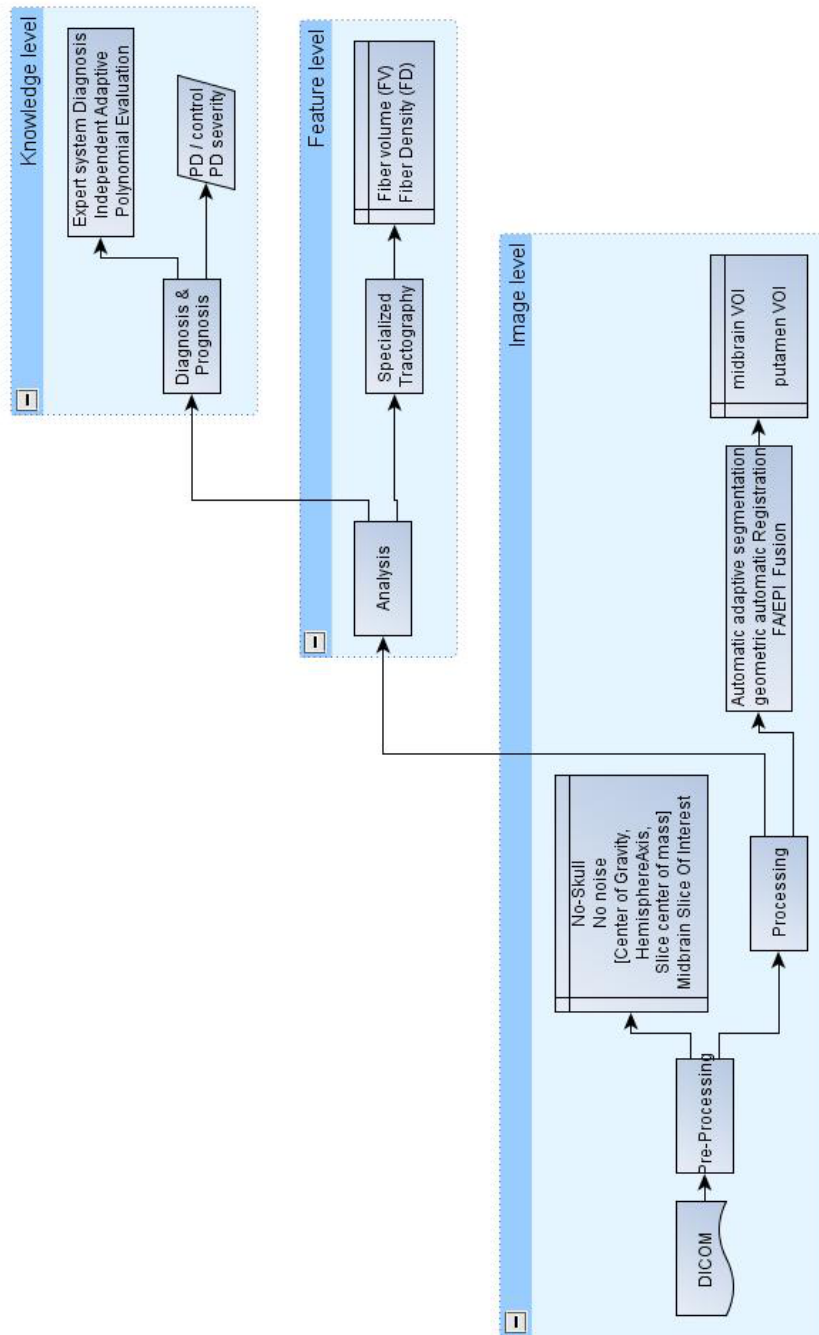 Knowledge level
Expert system Diagnosis
Independent Adaptive
Polynomial Evaluation
PD / control
PD severity
Diagnosis &
Prognosis
Feature level
Fiber volume (FV)
Fiber Density (FD)
Specialized
Tractography
Analysis
Image level
midbrain VOI
putamen VOI
Automatic adaptive segmentation
geometric automatic Registration
FA/EPI Fusion
No-Skull
No noise
[Center of Gravity,
HemisphereAxis,
Slice center of mass]
Midbrain Slice Of Interest
Processing
Pre-Processing
DICOM